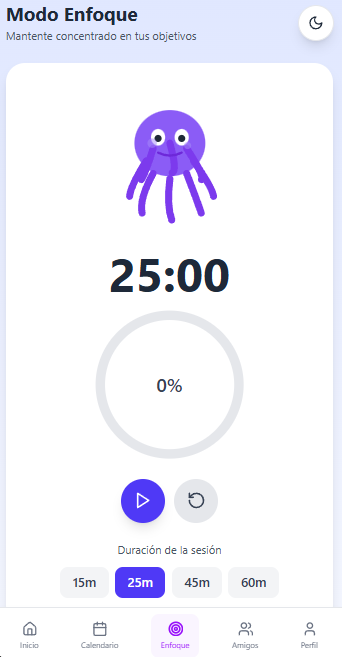 Modo Enfoque
Mantente concentrado en tus objetivos
25:00
0%
Duración de la sesión
15m 25m 45m 60m
Inicio Calendario Enfoque Amigos Perfil